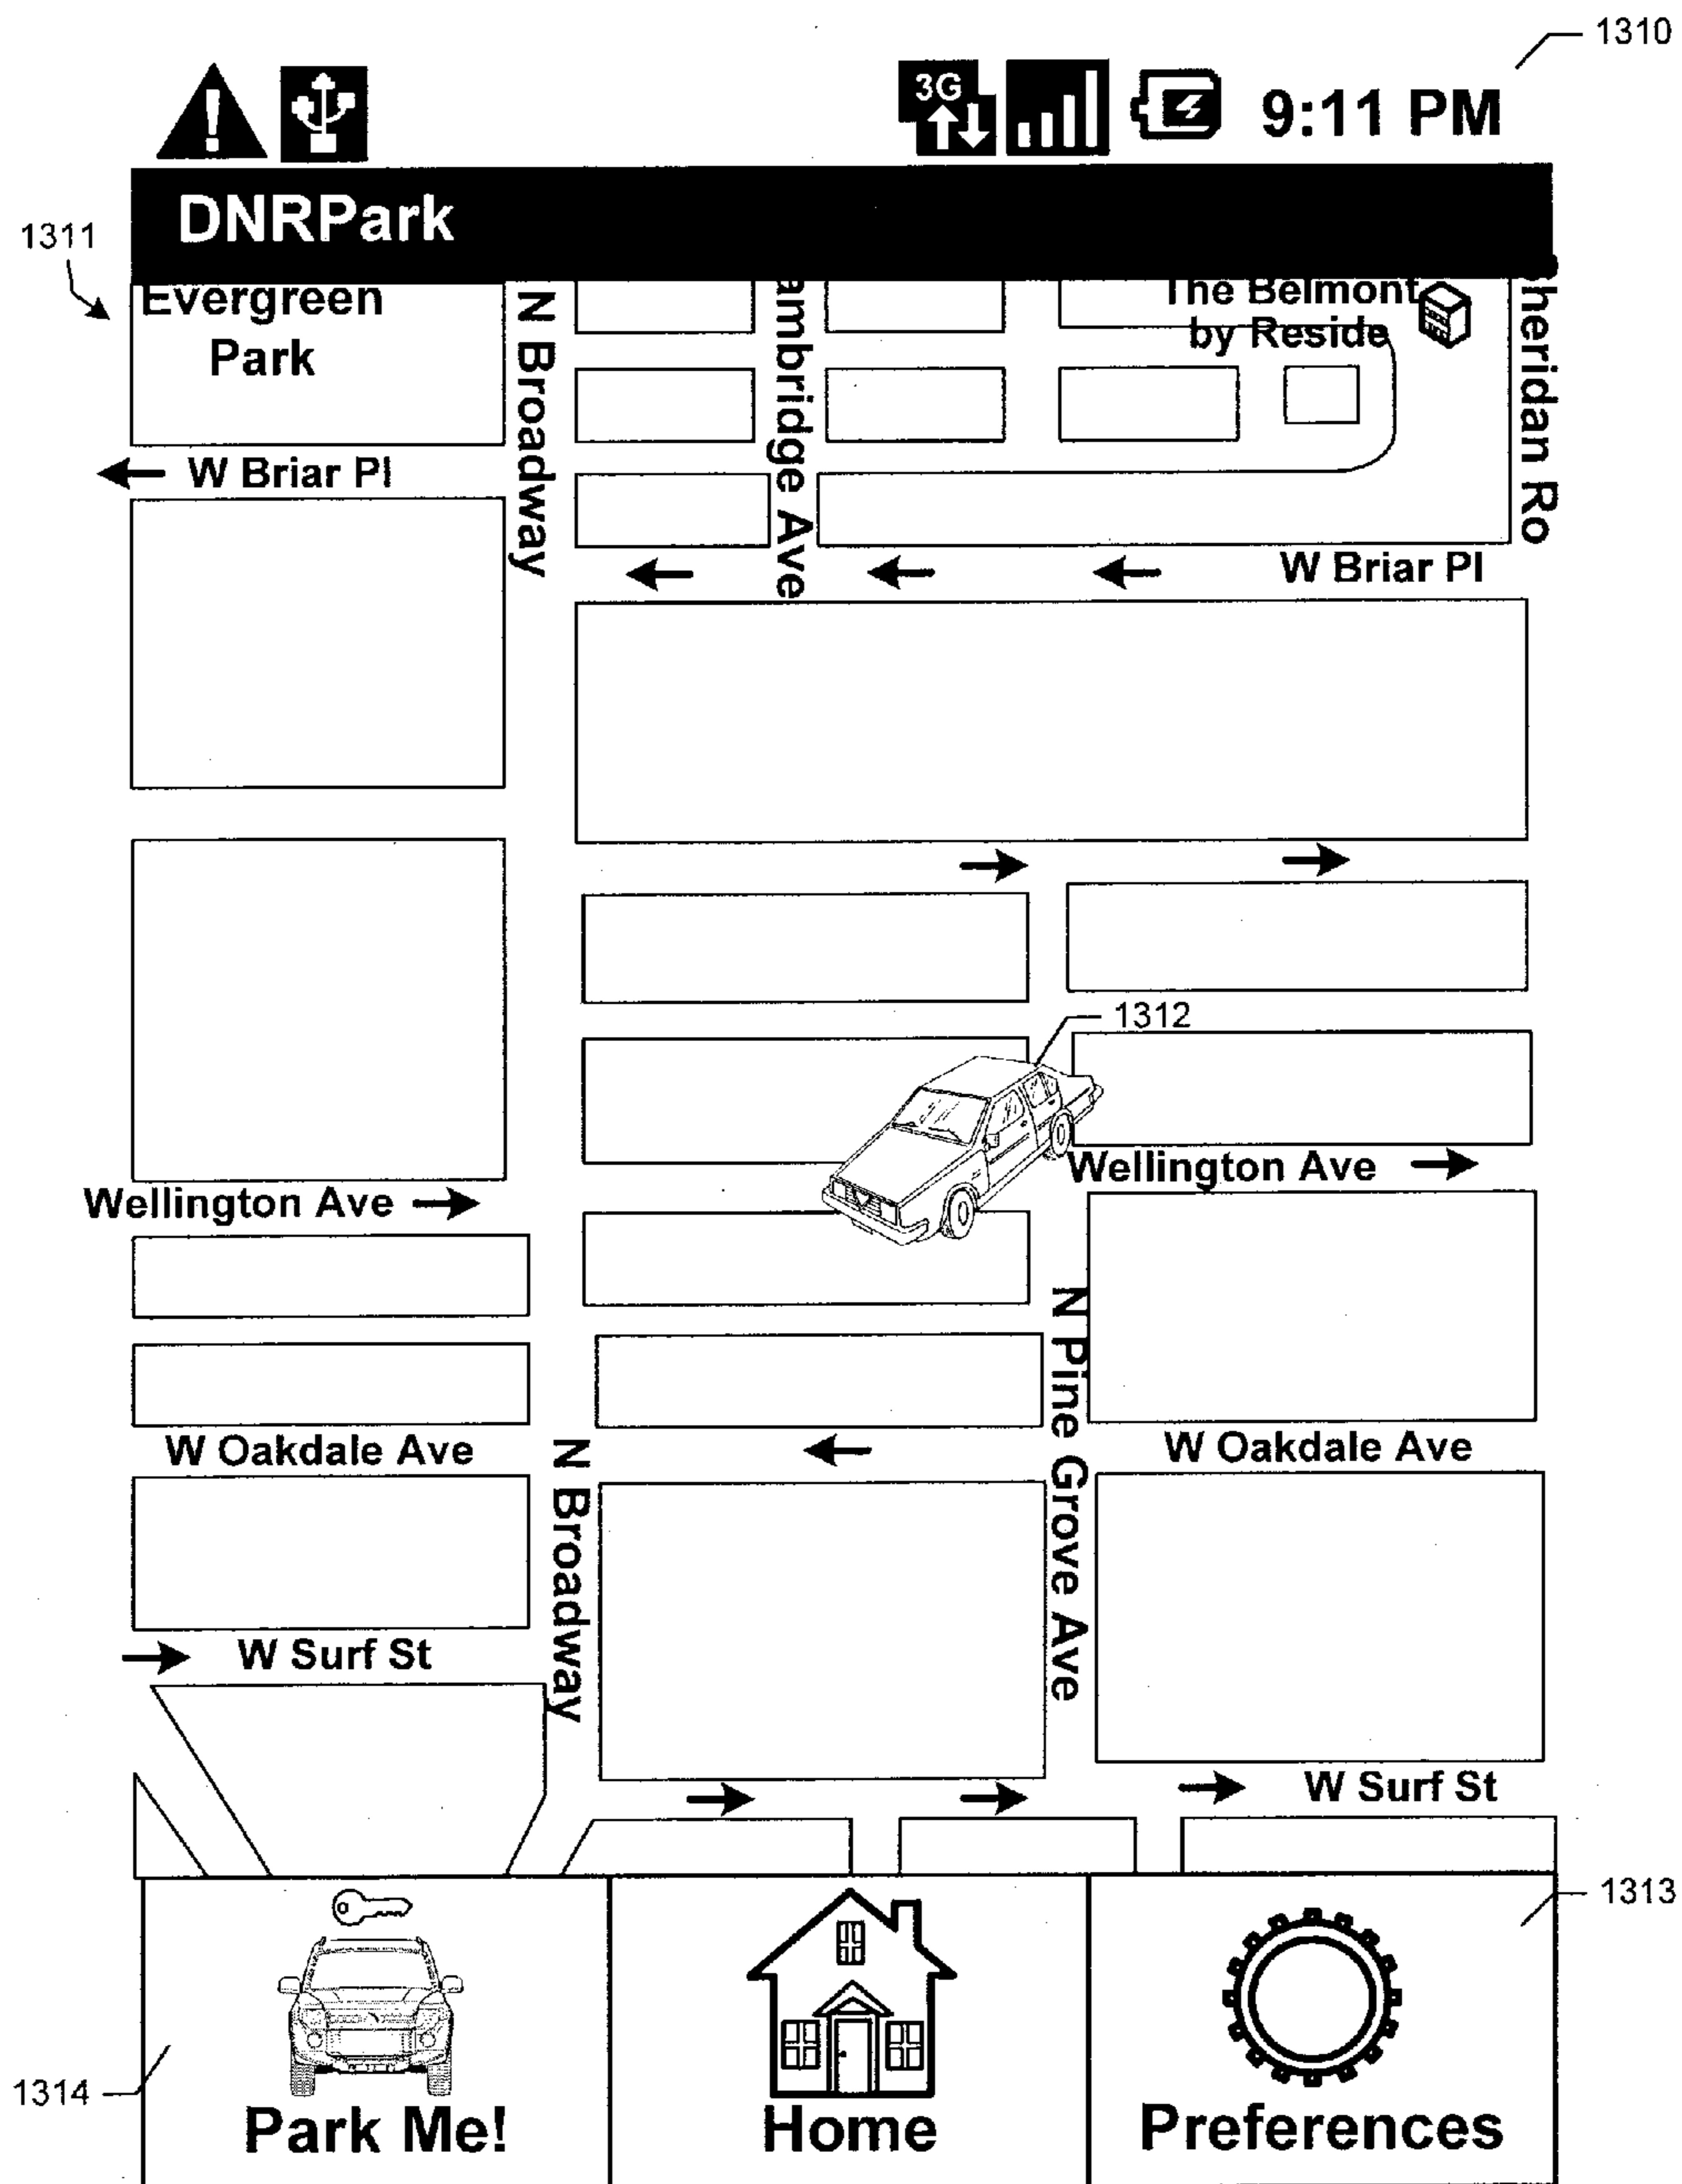 1310
3G
9:11 PM
DNRPark
1311
Evergreen
Park
N Broadway
ambridge Ave
The Belmont
by Reside
heridan Ro
W Briar Pl
W Briar Pl
1312
Wellington Ave
Wellington Ave
N Pine Grove Ave
W Oakdale Ave
W Oakdale Ave
N Broadway
W Surf St
W Surf St
1313
1314
Park Me!
Home
Preferences